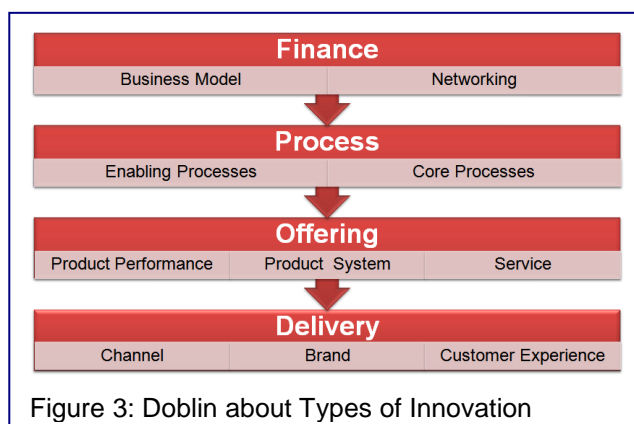 Finance
Business Model Networking
Process
Enabling Processes Core Processes
Offering
Product Performance Product System Service
Delivery
Channel Brand Customer Experience
Figure 3: Doblin about Types of Innovation